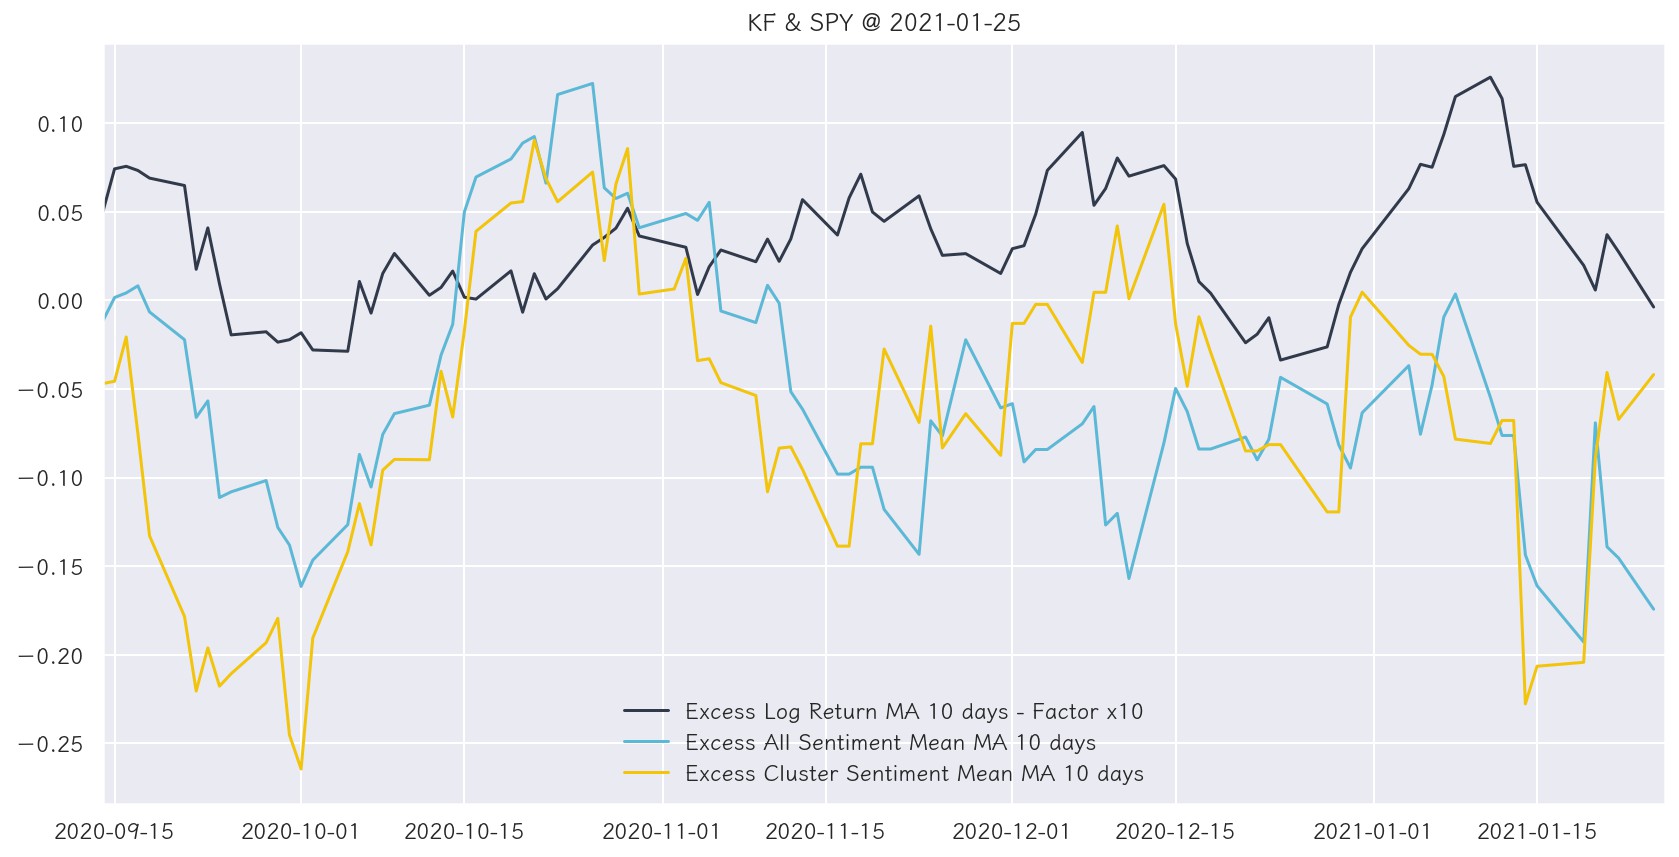 KF & SPY @ 2021-01-25
0.10
0.05
0.00
−0.05
−0.10
−0.15
−0.20
−0.25
Excess Log Return MA 10 days - Factor x10
Excess All Sentiment Mean MA 10 days
Excess Cluster Sentiment Mean MA 10 days
2020-09-15 2020-10-01 2020-10-15 2020-11-01 2020-11-15 2020-12-01 2020-12-15 2021-01-01 2021-01-15